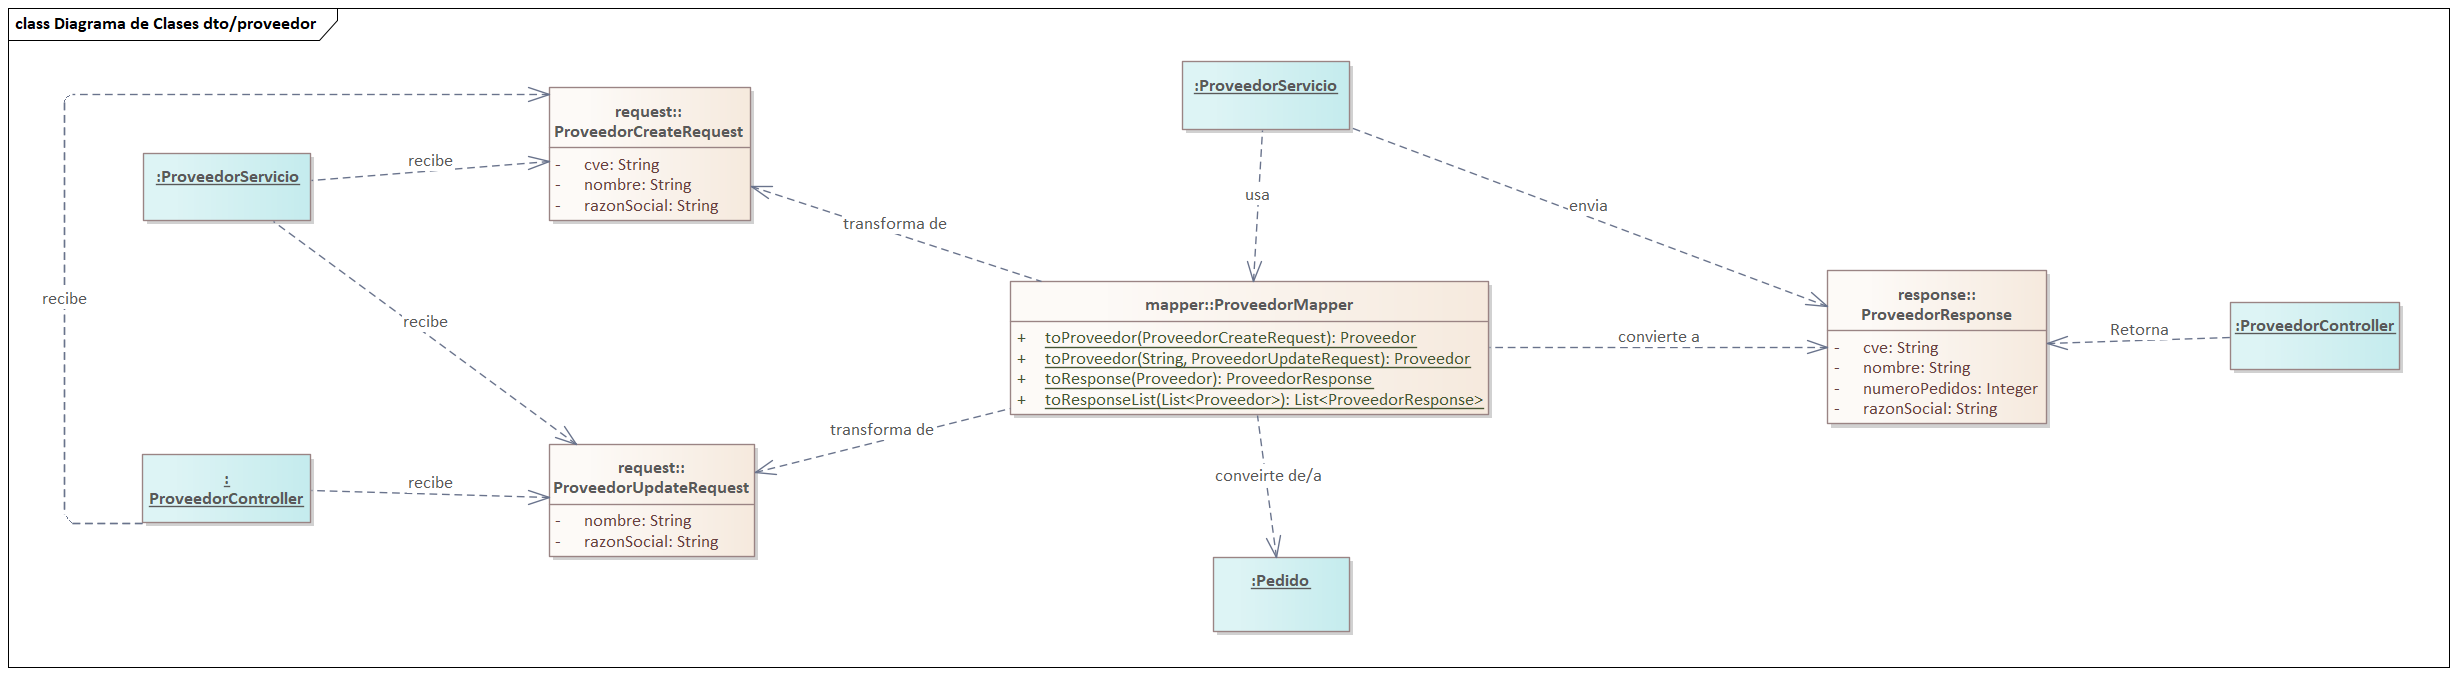 class Diagrama de Clases dto/proveedor
:ProveedorServicio
request::
ProveedorCreateRequest
- cve: String
- nombre: String
- razonSocial: String
:ProveedorServicio
recibe
usa
envia
transforma de
recibe
recibe
mapper::ProveedorMapper
+ toProveedor(ProveedorCreateRequest): Proveedor
+ toProveedor(String, ProveedorUpdateRequest): Proveedor
+ toResponse(Proveedor): ProveedorResponse
+ toResponseList(List<Proveedor>): List<ProveedorResponse>
convierte a
response::
ProveedorResponse
- cve: String
- nombre: String
- numeroPedidos: Integer
- razonSocial: String
Retorna
:ProveedorController
transforma de
:
ProveedorController
recibe
request::
ProveedorUpdateRequest
- nombre: String
- razonSocial: String
conveirte de/a
:Pedido